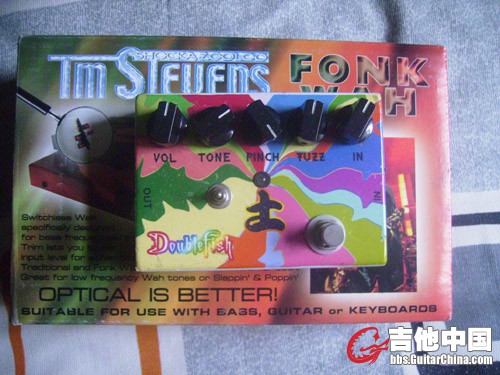 SHOCKAZOOLOO
TM STEVENS
FONK
WAH
VOL TONE PINCH FUZZ IN
OUT
IN
土
Doublefish
Switchless Wah
specifically
for bass
Trim lets you
input level for
Traditional and Fonk
Great for low frequency Wah tones or Slappin' & Poppin'
OPTICAL IS BETTER!
SUITABLE FOR USE WITH BASS, GUITAR or KEYBOARDS
吉他中国
bbs.GuitarChina.com